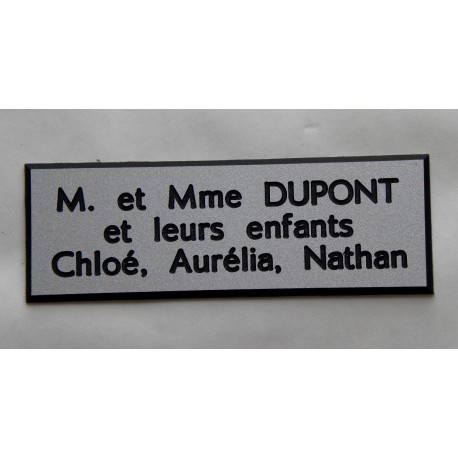 M. et Mme DUPONT
et leurs enfants
Chloé, Aurélia, Nathan